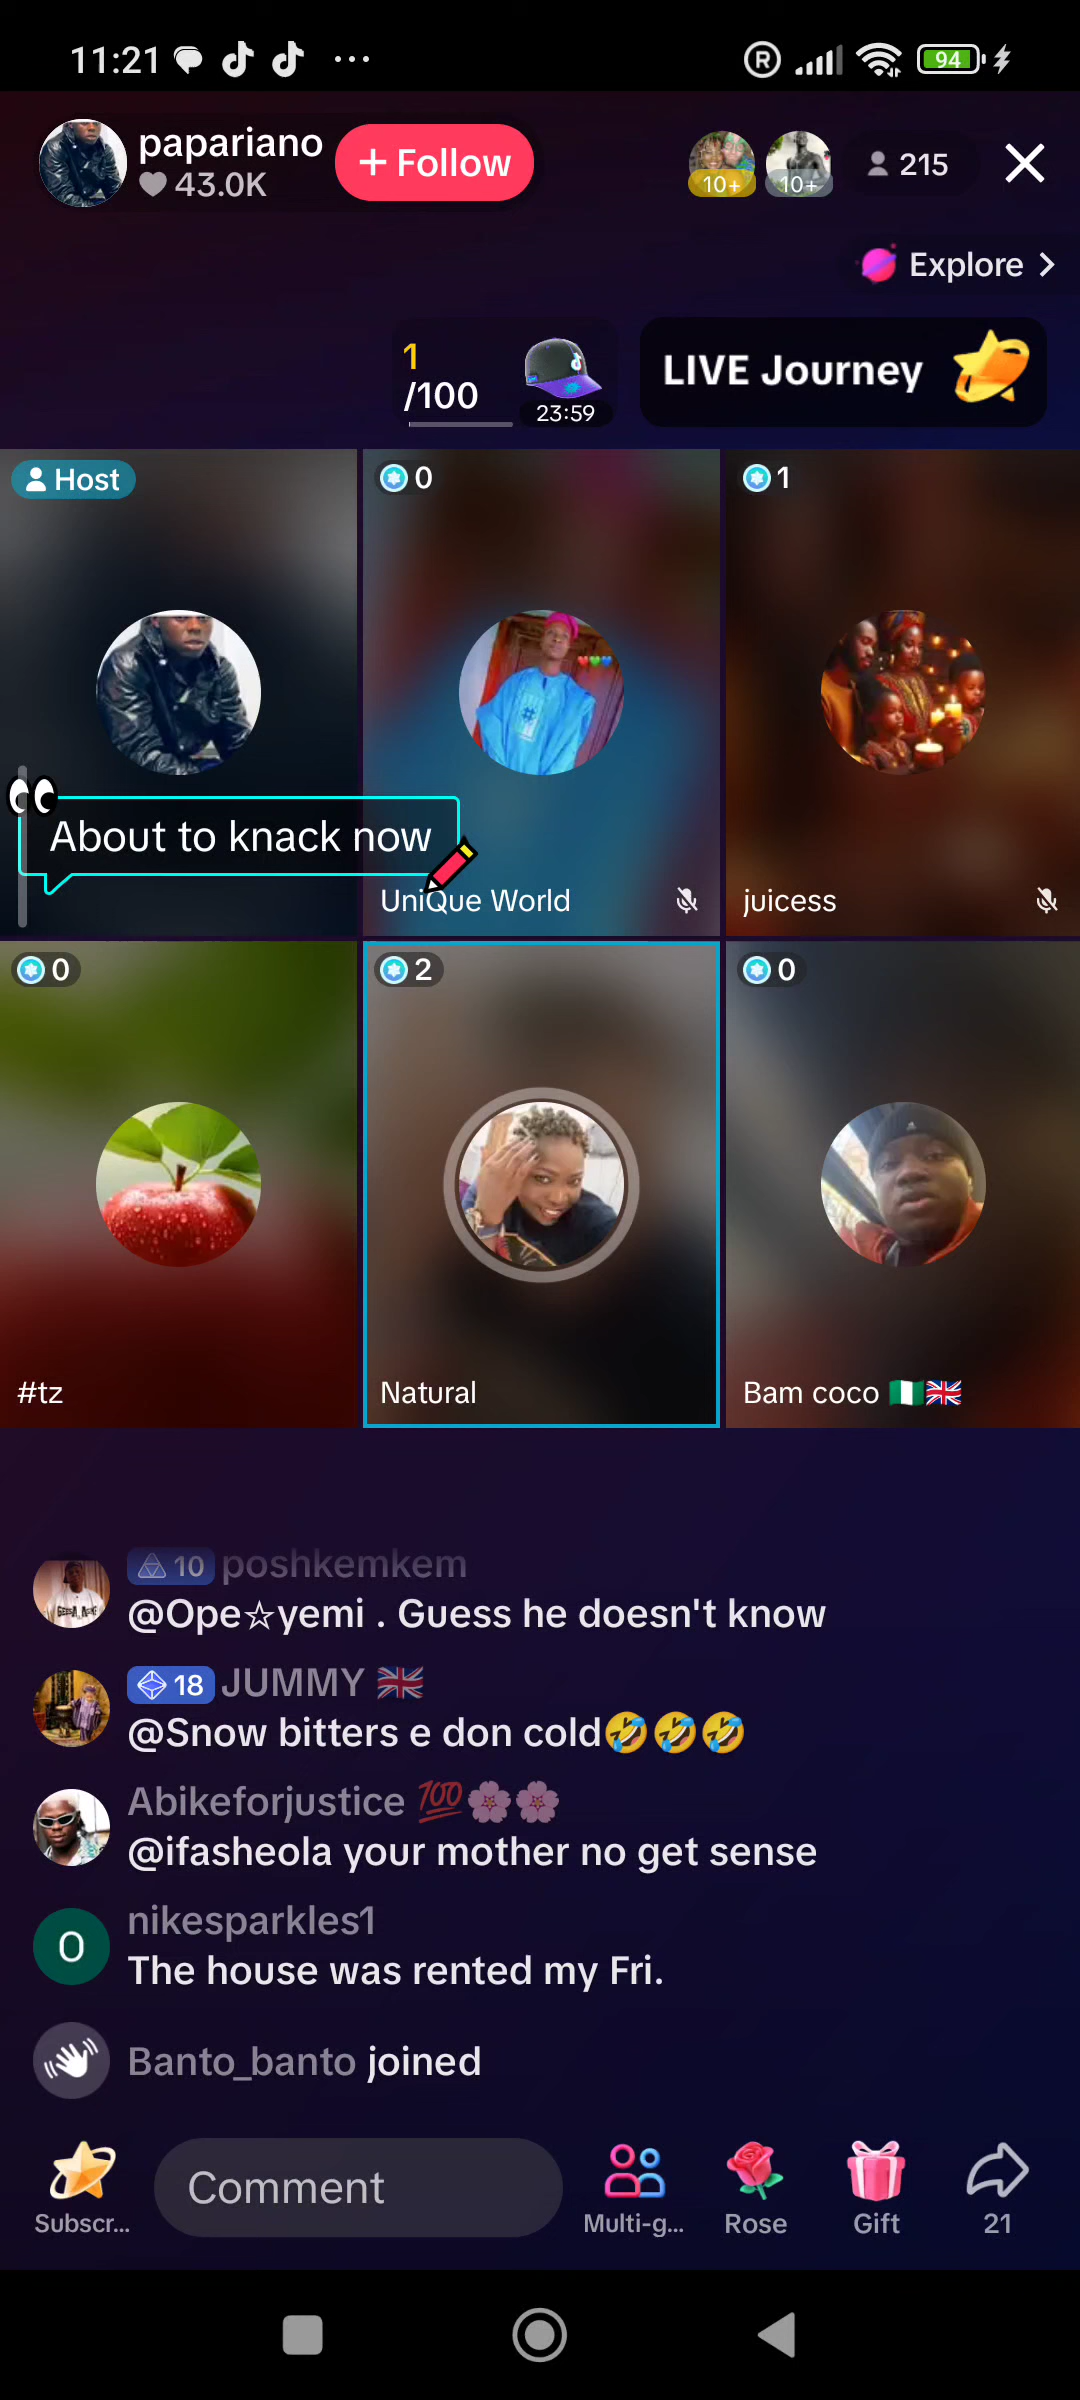 11:21
R
94
papariano
43.0K
+ Follow
10+
10+
215
Explore
1
/100
23:59
LIVE Journey
Host
0
1
About to knack now
UniQue World
juicess
0
2
0
#tz
Natural
Bam coco 🇳🇬🇬🇧
10 poshkemkem
@Ope☆yemi . Guess he doesn't know
18 JUMMY 🇬🇧
@Snow bitters e don cold🤣🤣🤣
Abikeforjustice 💯🌸🌸
@ifasheola your mother no get sense
O
nikesparkles1
The house was rented my Fri.
Banto_banto joined
Comment
Subscr...
Multi-g...
Rose
Gift
21